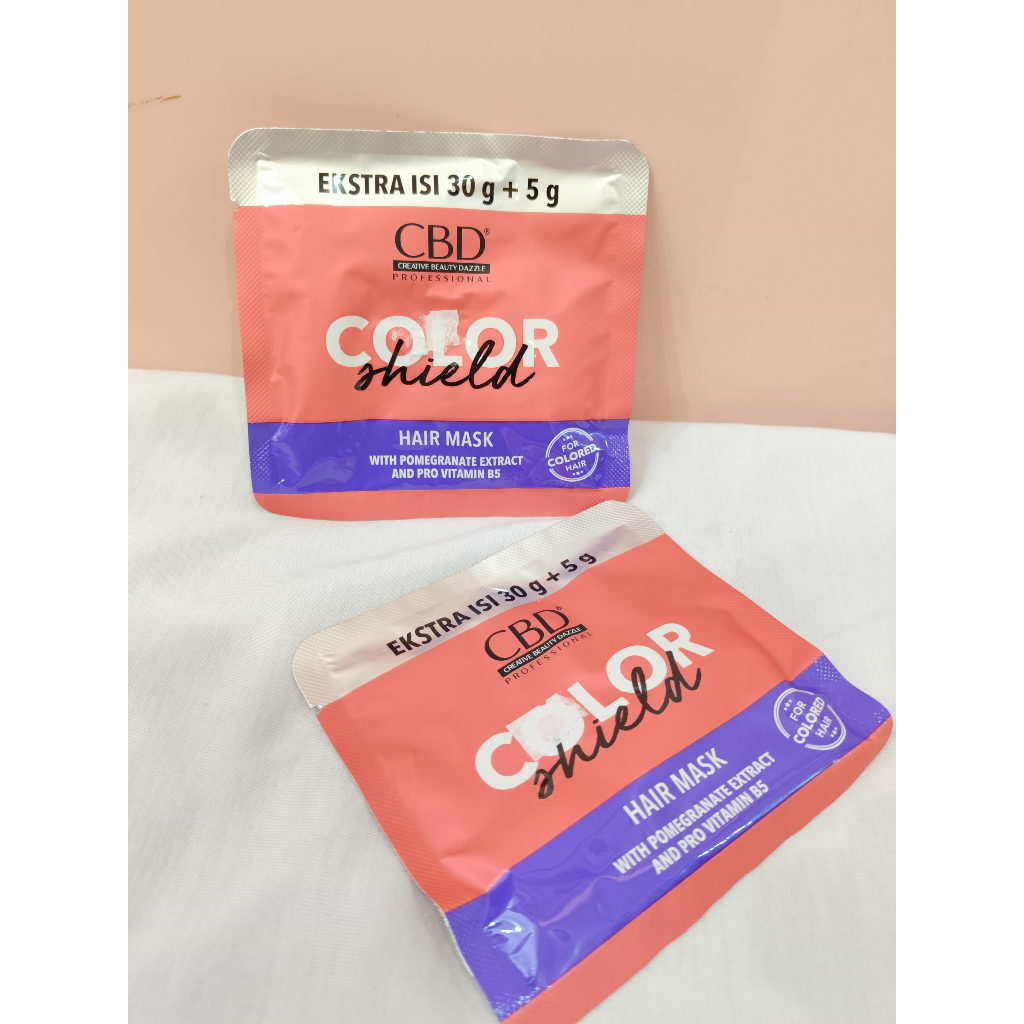 EKSTRA ISI 30 g + 5 g
CBD®
CREATIVE BEAUTY DAZZLE
PROFESSIONAL
COLOR
shield
HAIR MASK
WITH POMEGRANATE EXTRACT
AND PRO VITAMIN B5
FOR
COLORED
HAIR
EKSTRA ISI 30 g + 5 g
CBD®
CREATIVE BEAUTY DAZZLE
PROFESSIONAL
COLOR
shield
HAIR MASK
WITH POMEGRANATE EXTRACT
AND PRO VITAMIN B5
FOR
COLORED
HAIR